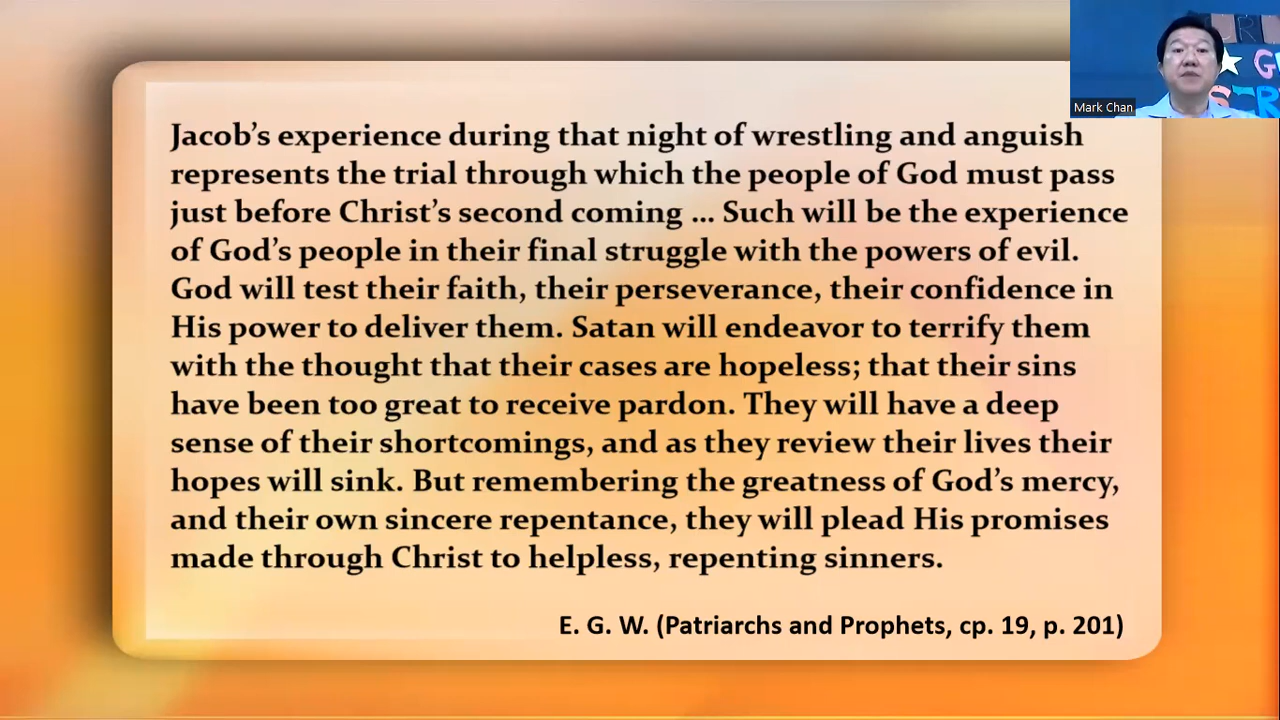 Jacob’s experience during that night of wrestling and anguish
represents the trial through which the people of God must pass
just before Christ’s second coming ... Such will be the experience
of God’s people in their final struggle with the powers of evil.
God will test their faith, their perseverance, their confidence in
His power to deliver them. Satan will endeavor to terrify them
with the thought that their cases are hopeless; that their sins
have been too great to receive pardon. They will have a deep
sense of their shortcomings, and as they review their lives their
hopes will sink. But remembering the greatness of God’s mercy,
and their own sincere repentance, they will plead His promises
made through Christ to helpless, repenting sinners.
E. G. W. (Patriarchs and Prophets, cp. 19, p. 201)
Mark Chan